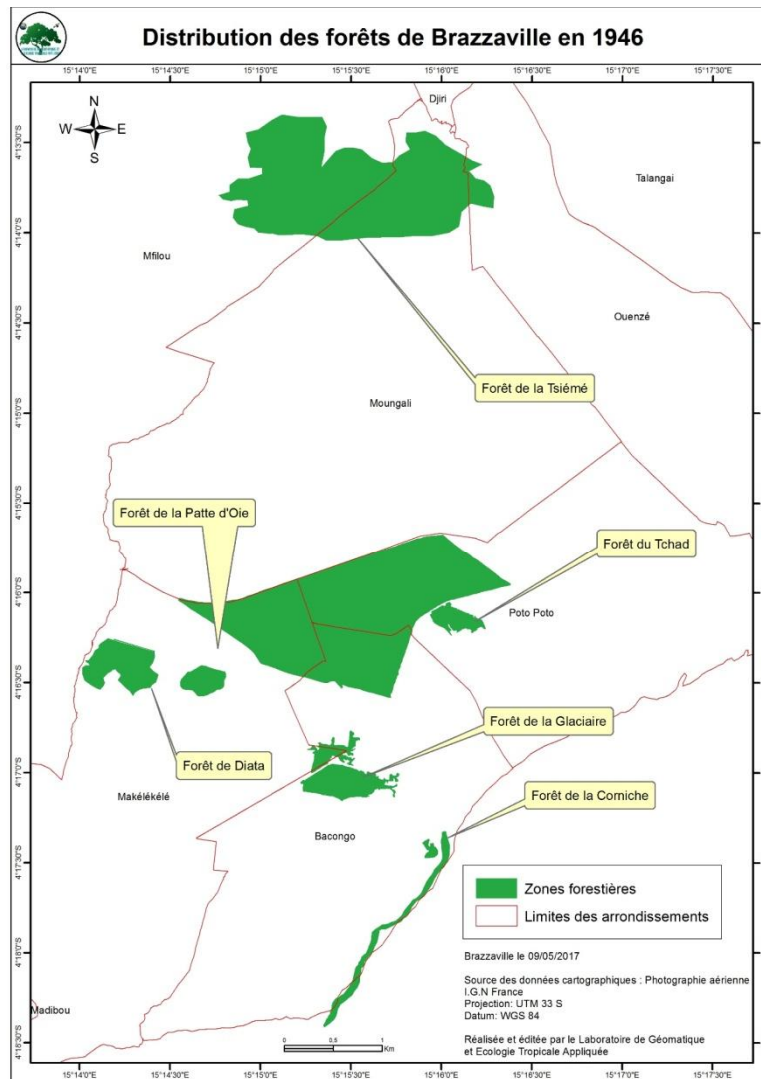 Distribution des forêts de Brazzaville en 1946
15°14'0"E 15°14'30"E 15°15'0"E 15°15'30"E 15°16'0"E 15°16'30"E 15°17'0"E 15°17'30"E
N
W E
S
Djiri
4°13'30"S
Talangai
4°14'0"S
Mfilou
4°14'30"S
Ouenzé
Forêt de la Tsiémé
Moungali
4°15'0"S
4°15'30"S
Forêt de la Patte d'Oie
Forêt du Tchad
4°16'0"S
Poto Poto
4°16'30"S
Forêt de la Glaciaire
Forêt de Diata
4°17'0"S
Makélékélé
Forêt de la Corniche
Bacongo
4°17'30"S
Zones forestières
Limites des arrondissements
4°18'0"S
Brazzaville le 09/05/2017
Source des données cartographiques : Photographie aérienne
I.G.N France
Projection: UTM 33 S
Datum: WGS 84
Madibou
4°18'30"S
Réalisée et éditée par le Laboratoire de Géomatique
et Ecologie Tropicale Appliquée
0 0.5 1
Km
15°14'0"E 15°14'30"E 15°15'0"E 15°15'30"E 15°16'0"E 15°16'30"E 15°17'0"E 15°17'30"E